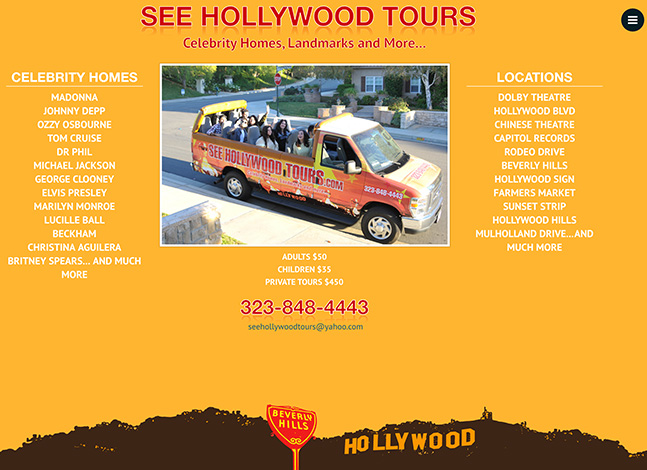 SEE HOLLYWOOD TOURS
Celebrity Homes, Landmarks and More...
CELEBRITY HOMES
MADONNA
JOHNNY DEPP
OZZY OSBOURNE
TOM CRUISE
DR PHIL
MICHAEL JACKSON
GEORGE CLOONEY
ELVIS PRESLEY
MARILYN MONROE
LUCILLE BALL
BECKHAM
CHRISTINA AGUILERA
BRITNEY SPEARS... AND MUCH
MORE
SEE HOLLYWOOD TOURS.COM
323-848-4443
ADULTS $50
CHILDREN $35
PRIVATE TOURS $450
323-848-4443
seehollywoodtours@yahoo.com
LOCATIONS
DOLBY THEATRE
HOLLYWOOD BLVD
CHINESE THEATRE
CAPITOL RECORDS
RODEO DRIVE
BEVERLY HILLS
HOLLYWOOD SIGN
FARMERS MARKET
SUNSET STRIP
HOLLYWOOD HILLS
MULHOLLAND DRIVE...AND
MUCH MORE
BEVERLY
HILLS
HOLLYWOOD